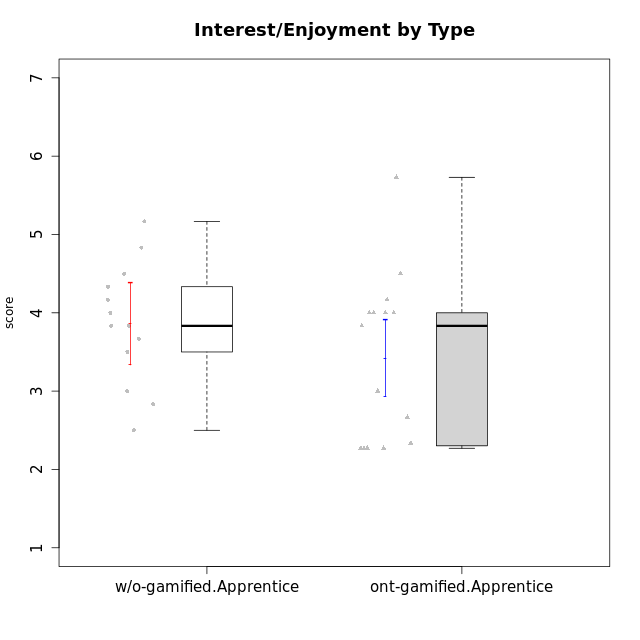 Interest/Enjoyment by Type
score
7
6
5
4
3
2
1
w/o-gamified.Apprentice
ont-gamified.Apprentice